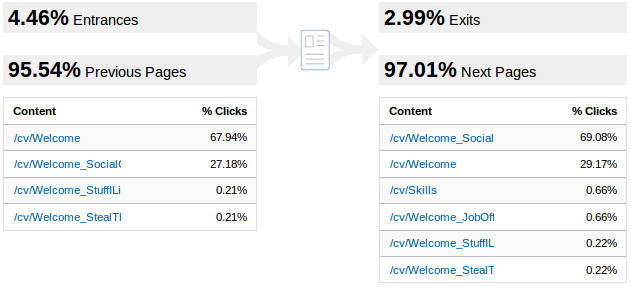 4.46% Entrances
95.54% Previous Pages
Content % Clicks
/cv/Welcome 67.94%
/cv/Welcome_Social 27.18%
/cv/Welcome_StuffILi 0.21%
/cv/Welcome_StealTl 0.21%
2.99% Exits
97.01% Next Pages
Content % Clicks
/cv/Welcome_Social 69.08%
/cv/Welcome 29.17%
/cv/Skills 0.66%
/cv/Welcome_JobOff 0.66%
/cv/Welcome_StuffIL 0.22%
/cv/Welcome_StealT 0.22%